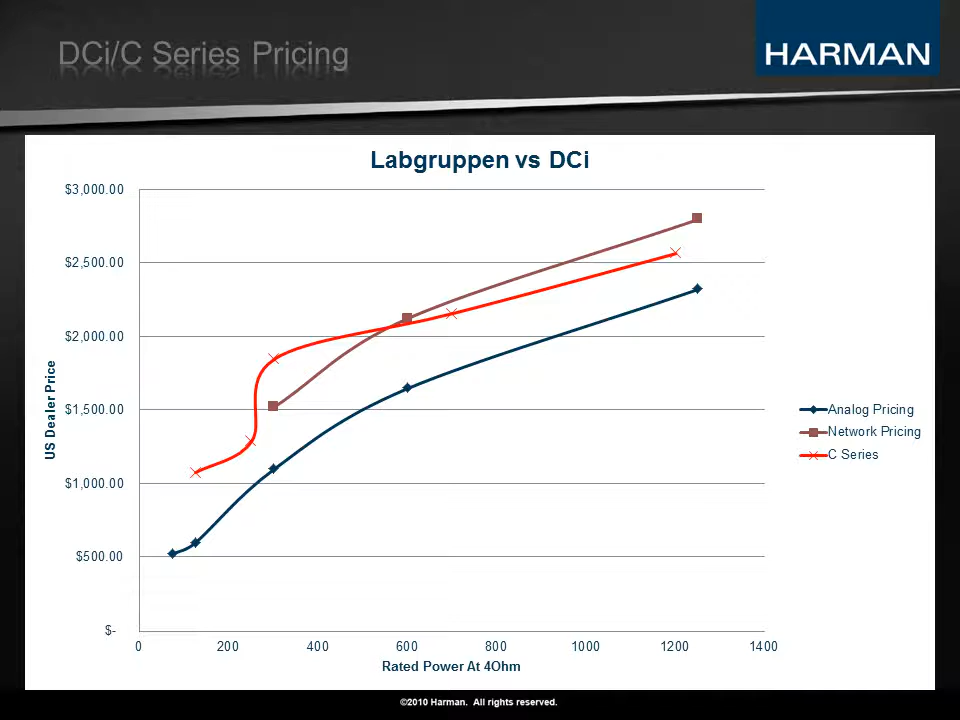 DCi/C Series Pricing
HARMAN
Labgruppen vs DCi
$3,000.00
$2,500.00
$2,000.00
$1,500.00
$1,000.00
$500.00
$-
US Dealer Price
0 200 400 600 800 1000 1200 1400
Rated Power At 4Ohm
Analog Pricing
Network Pricing
C Series
©2010 Harman. All rights reserved.